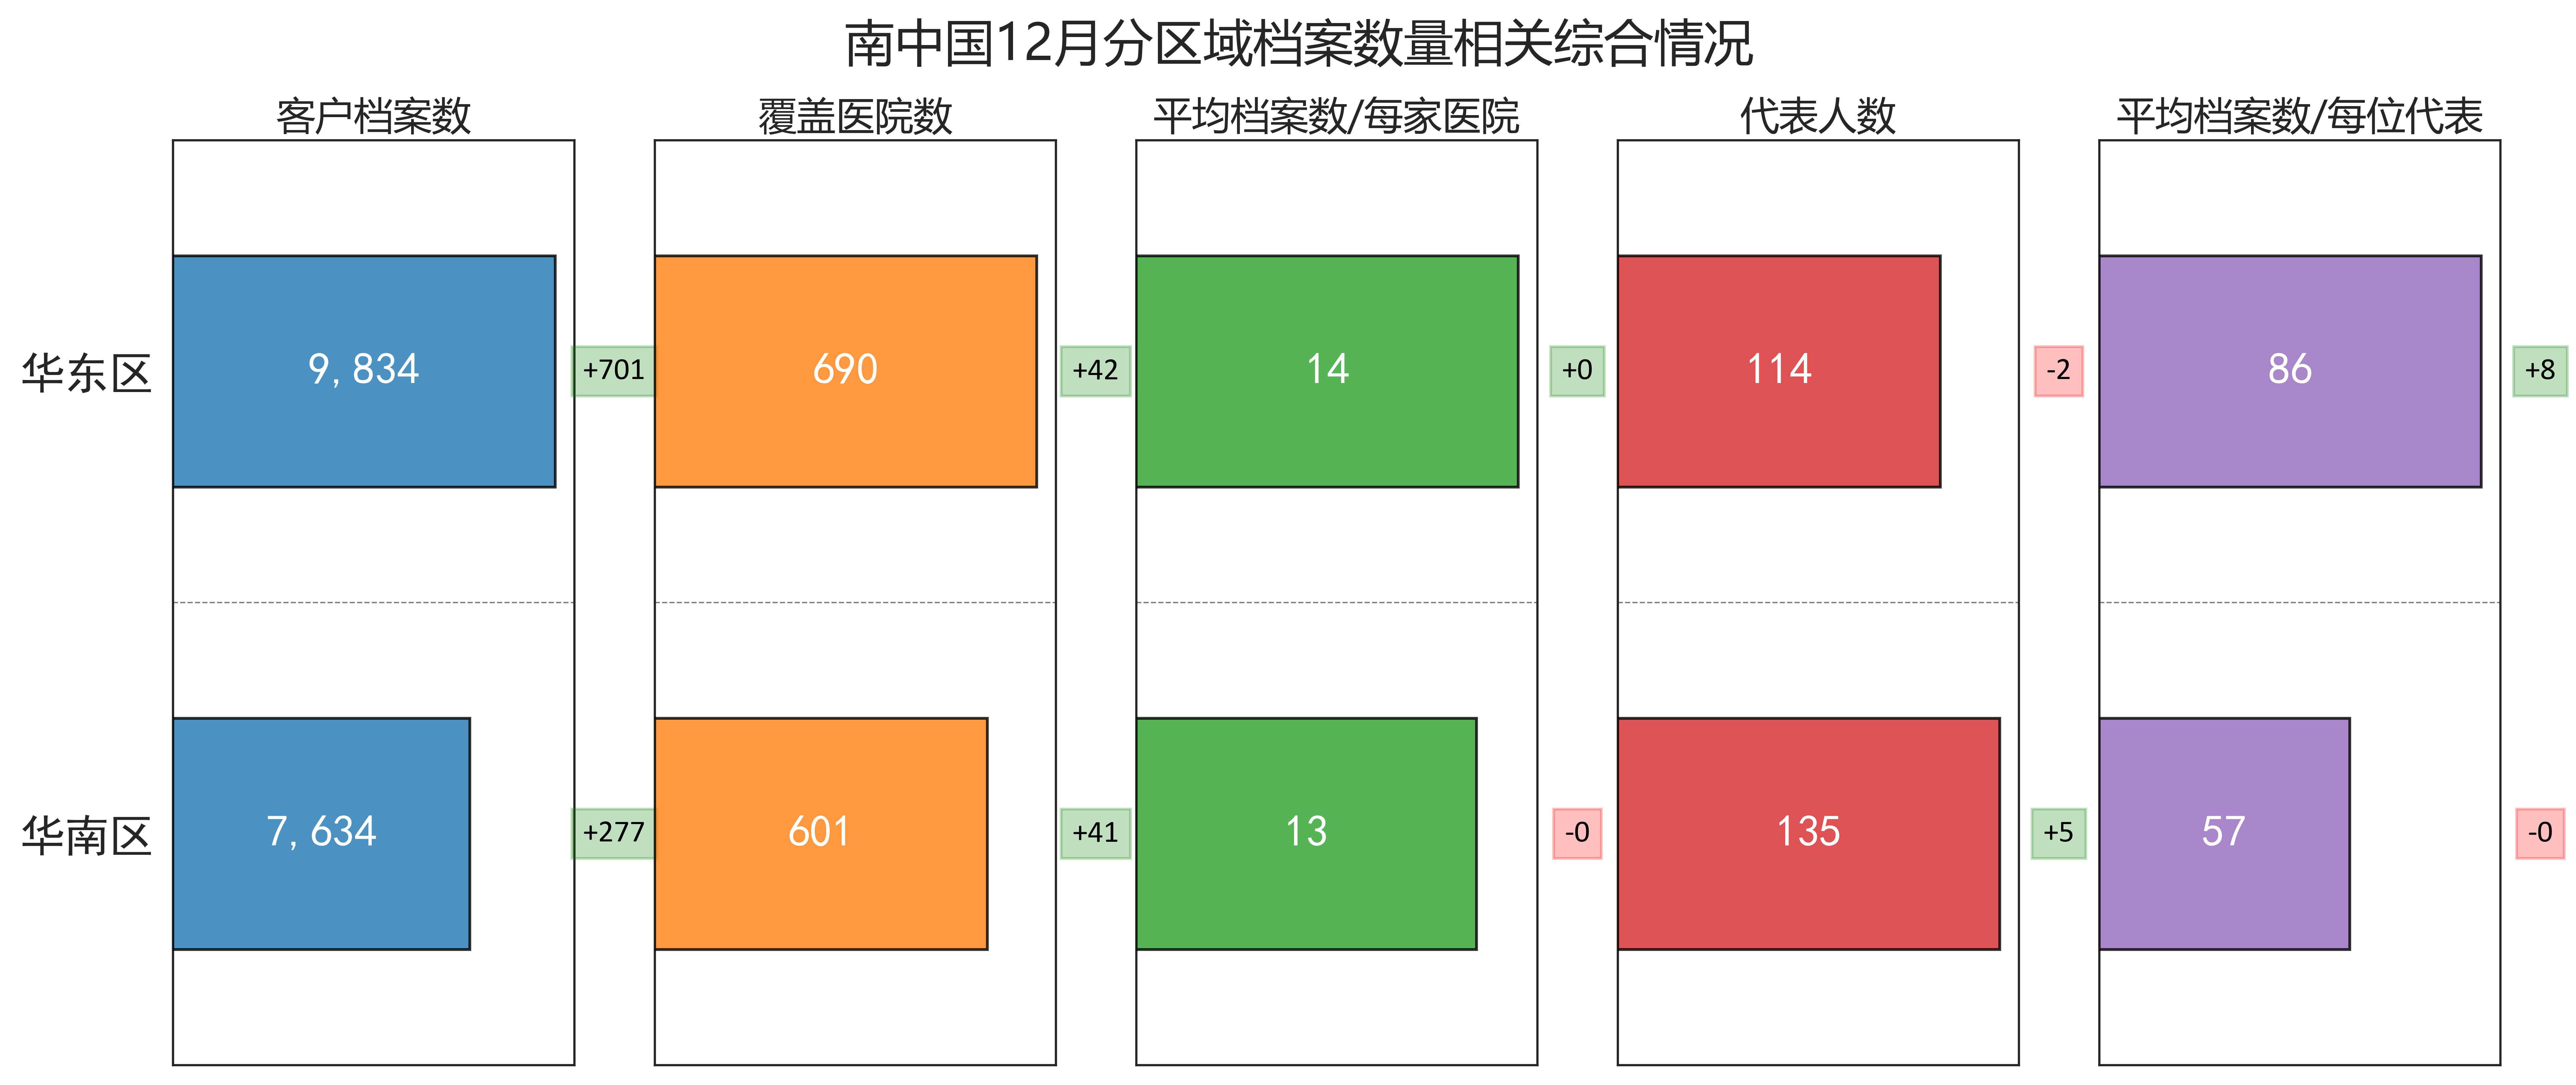 南中国12月分区域档案数量相关综合情况
客户档案数 覆盖医院数 平均档案数/每家医院 代表人数 平均档案数/每位代表
华东区 9,834 +701 690 +42 14 +0 114 -2 86 +8
华南区 7,634 +277 601 +41 13 -0 135 +5 57 -0